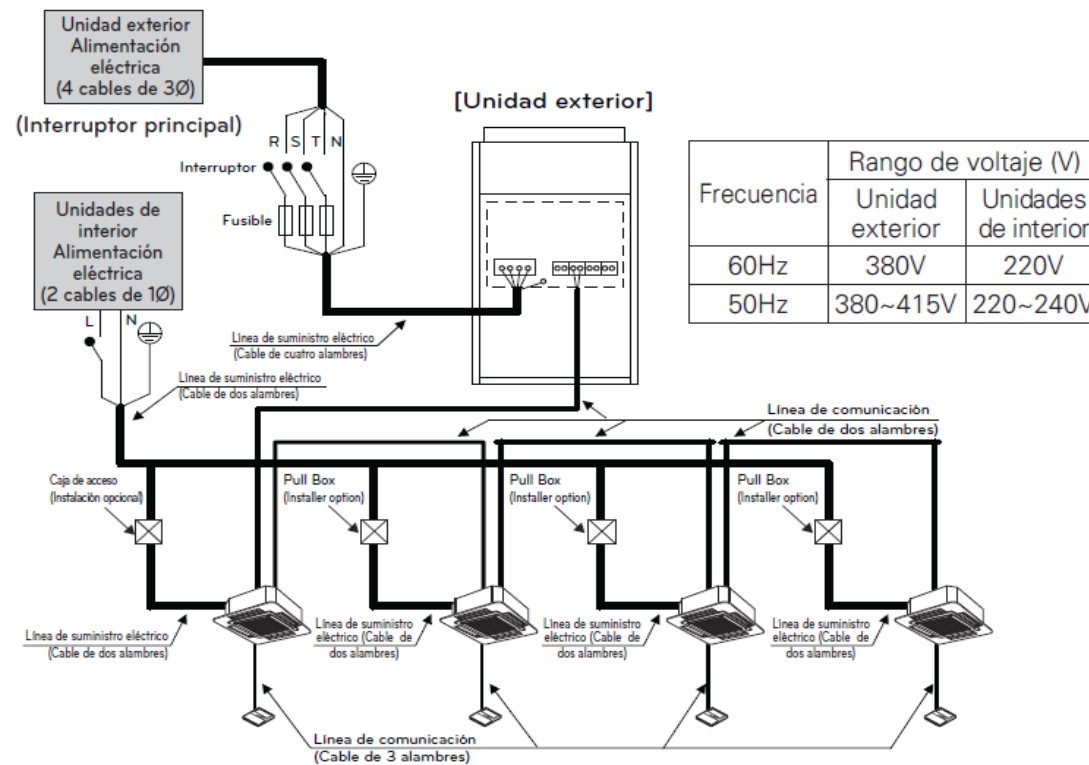 Unidad exterior
Alimentación
eléctrica
(4 cables de 3Ø)
(Interruptor principal)
R S T N
Interruptor
Fusible
[Unidad exterior]
Frecuencia
Rango de voltaje (V)
Unidad
exterior
Unidades
de interior
60Hz 380V 220V
50Hz 380~415V 220~240V
Unidades de
interior
Alimentación
eléctrica
(2 cables de 1Ø)
L N
Línea de suministro eléctrico
(Cable de cuatro alambres)
Línea de suministro eléctrico
(Cable de dos alambres)
Línea de comunicación
(Cable de dos alambres)
Caja de acceso
(Instalación opcional)
Pull Box
(Installer option)
Pull Box
(Installer option)
Pull Box
(Installer option)
Línea de suministro eléctrico
(Cable de dos alambres)
Línea de suministro
eléctrico (Cable de
dos alambres)
Línea de suministro
eléctrico (Cable de
dos alambres)
Línea de suministro
eléctrico (Cable de
dos alambres)
Línea de comunicación
(Cable de 3 alambres)